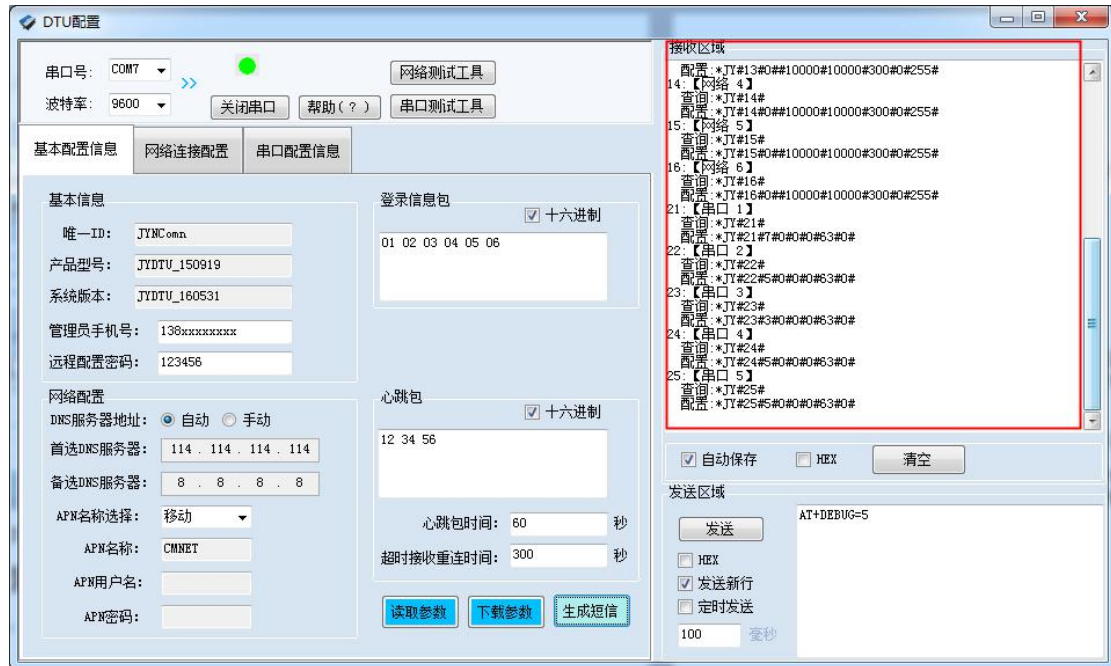 DTU配置
串口号: COM7 >>
网络测试工具
波特率: 9600 关闭串口 帮助(?) 串口测试工具
基本配置信息 网络连接配置 串口配置信息
基本信息
唯一ID: JYNComn
产品型号: JYDTU_150919
系统版本: JYDTU_160531
管理员手机号: 138xxxxxxxx
远程配置密码: 123456
网络配置
DNS服务器地址: 自动 手动
首选DNS服务器: 114 . 114 . 114 . 114
备选DNS服务器: 8 . 8 . 8 . 8
APN名称选择: 移动
APN名称: CMNET
APN用户名:
APN密码:
登录信息包
十六进制
01 02 03 04 05 06
心跳包
十六进制
12 34 56
心跳包时间: 60 秒
超时接收重连时间: 300 秒
读取参数 下载参数 生成短信
接收区域
配置:*JY#13#0##10000#10000#300#0#255#
14:【网络 4】
查询:*JY#14#
配置:*JY#14#0##10000#10000#300#0#255#
15:【网络 5】
查询:*JY#15#
配置:*JY#15#0##10000#10000#300#0#255#
16:【网络 6】
查询:*JY#16#
配置:*JY#16#0##10000#10000#300#0#255#
21:【串口 1】
查询:*JY#21#
配置:*JY#21#7#0#0#0#63#0#
22:【串口 2】
查询:*JY#22#
配置:*JY#22#5#0#0#0#63#0#
23:【串口 3】
查询:*JY#23#
配置:*JY#23#3#0#0#0#63#0#
24:【串口 4】
查询:*JY#24#
配置:*JY#24#5#0#0#0#63#0#
25:【串口 5】
查询:*JY#25#
配置:*JY#25#5#0#0#0#63#0#
自动保存 HEX 清空
发送区域
发送
HEX
发送新行
定时发送
100 毫秒
AT+DEBUG=5